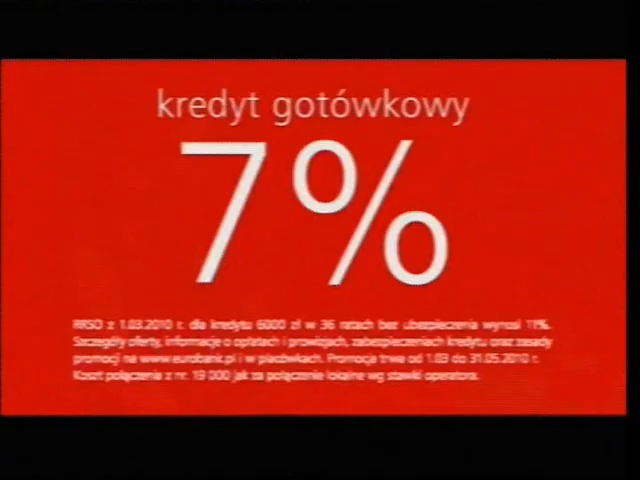 kredyt gotówkowy
7%
RRSO z 1.03.2010 r. dla kredytu 6000 zł w 36 ratach bez ubezpieczenia wynosi 11%.
Szczegóły oferty, informacje o opłatach i prowizjach, zabezpieczeniach kredytu oraz zasady
promocji na www.eurobank.pl i w placówkach. Promocja trwa od 1.03 do 31.05.2010 r.
Koszt połączenia z nr. 19 000 jak za połączenie lokalne wg stawki operatora.